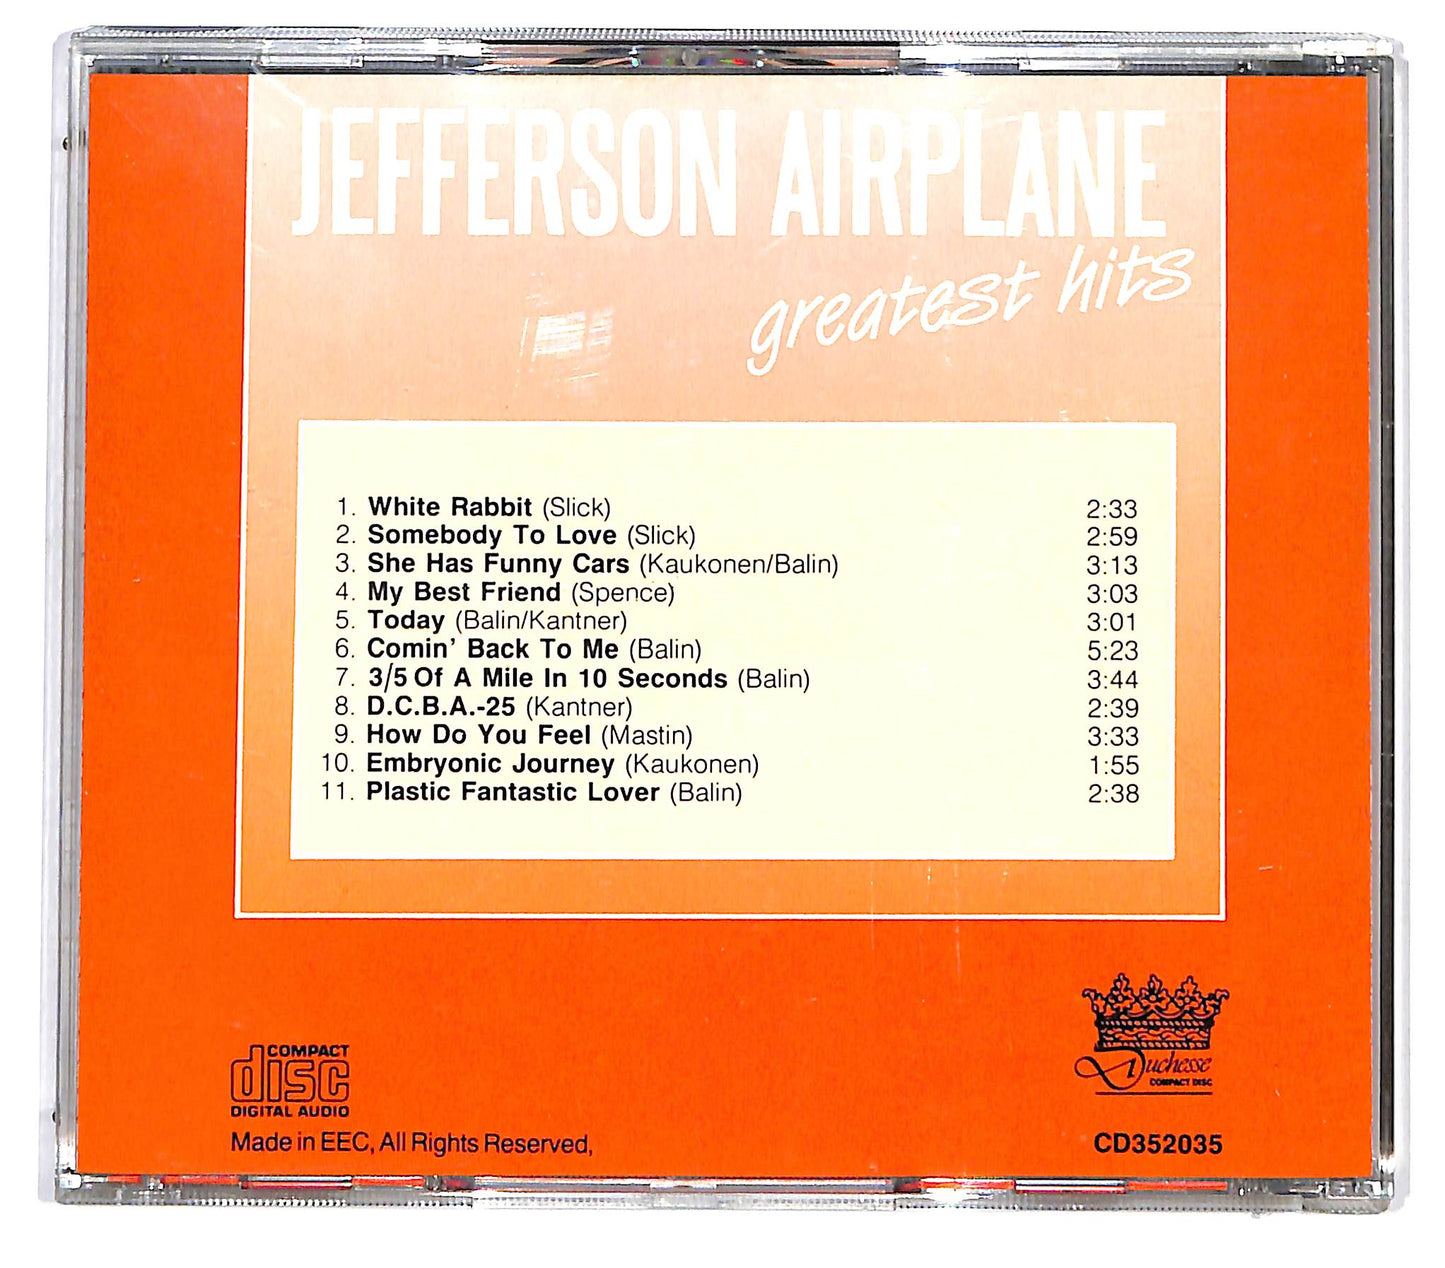 JEFFERSON AIRPLANE
greatest hits
1. White Rabbit (Slick) 2:33
2. Somebody To Love (Slick) 2:59
3. She Has Funny Cars (Kaukonen/Balin) 3:13
4. My Best Friend (Spence) 3:03
5. Today (Balin/Kantner) 3:01
6. Comin' Back To Me (Balin) 5:23
7. 3/5 Of A Mile In 10 Seconds (Balin) 3:44
8. D.C.B.A.-25 (Kantner) 2:39
9. How Do You Feel (Mastin) 3:33
10. Embryonic Journey (Kaukonen) 1:55
11. Plastic Fantastic Lover (Balin) 2:38
COMPACT
disc
DIGITAL AUDIO
Duchesse
COMPACT DISC
Made in EEC, All Rights Reserved,
CD352035